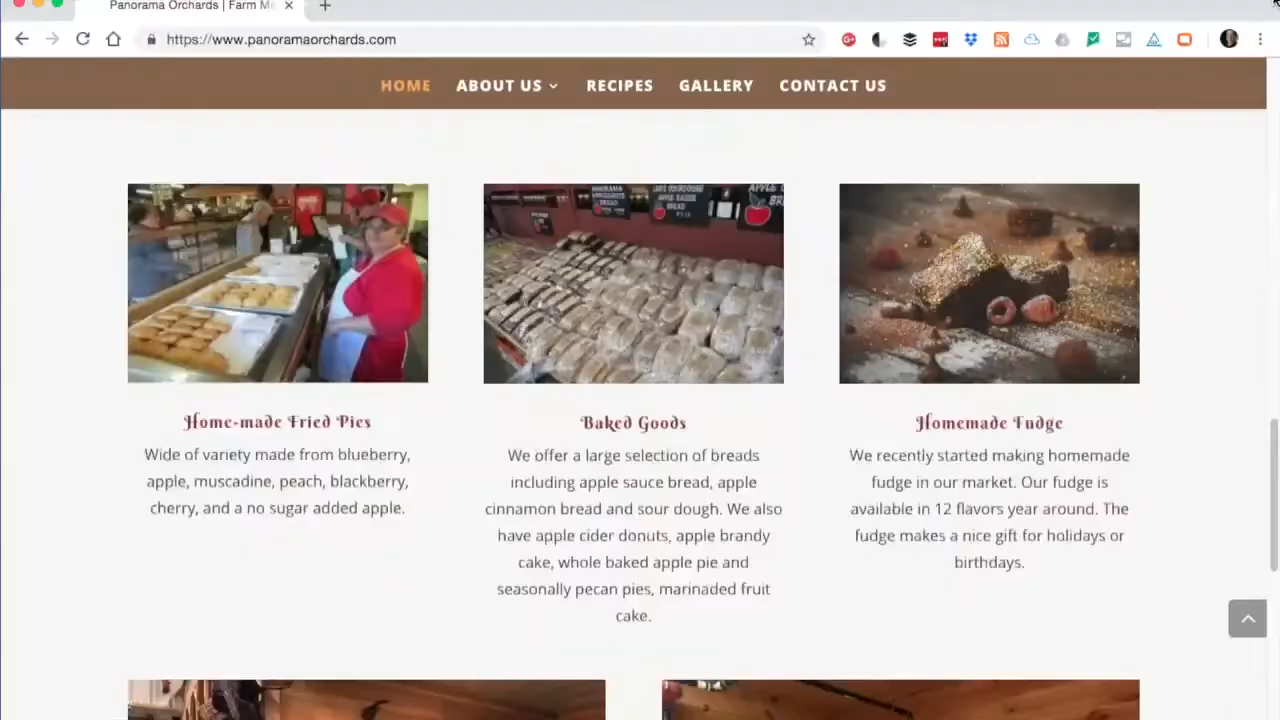 Panorama Orchards | Farm M
https://www.panoramaorchards.com
HOME ABOUT US RECIPES GALLERY CONTACT US
Home-made Fried Pies
Wide of variety made from blueberry,
apple, muscadine, peach, blackberry,
cherry, and a no sugar added apple.
Baked Goods
We offer a large selection of breads
including apple sauce bread, apple
cinnamon bread and sour dough. We also
have apple cider donuts, apple brandy
cake, whole baked apple pie and
seasonally pecan pies, marinaded fruit
cake.
Homemade Fudge
We recently started making homemade
fudge in our market. Our fudge is
available in 12 flavors year around. The
fudge makes a nice gift for holidays or
birthdays.